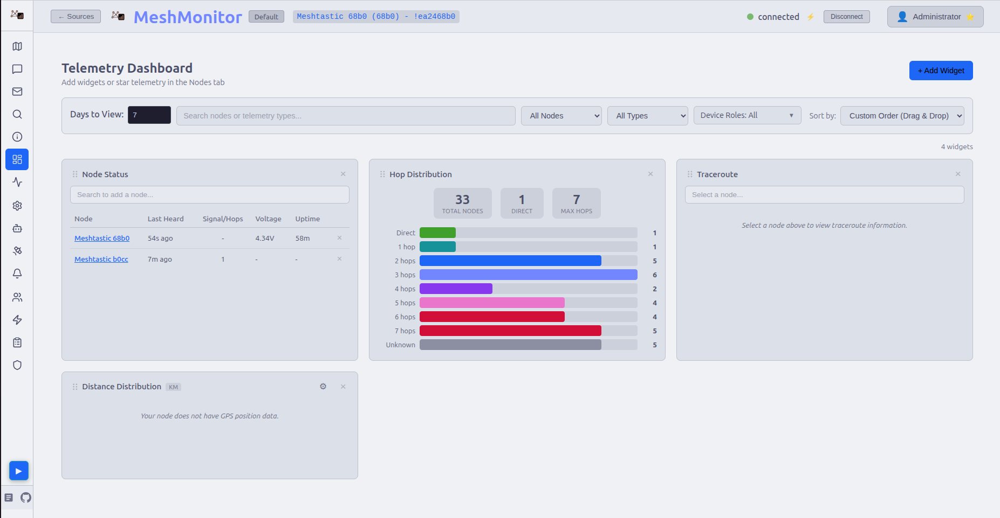 ← Sources
MeshMonitor
Default
Meshtastic 68b0 (68b0) - !ea2468b0
connected
Disconnect
Administrator
Telemetry Dashboard
Add widgets or star telemetry in the Nodes tab
+ Add Widget
Days to View: 7
Search nodes or telemetry types...
All Nodes
All Types
Device Roles: All
Sort by:
Custom Order (Drag & Drop)
4 widgets
Node Status
×
Search to add a node...
Node Last Heard Signal/Hops Voltage Uptime
Meshtastic 68b0 54s ago - 4.34V 58m ×
Meshtastic b0cc 7m ago 1 - - ×
Hop Distribution
×
33 1 7
TOTAL NODES DIRECT MAX HOPS
Direct 1
1 hop 1
2 hops 5
3 hops 6
4 hops 2
5 hops 4
6 hops 4
7 hops 5
Unknown 5
Traceroute
×
Select a node...
Select a node above to view traceroute information.
Distance Distribution KM
×
Your node does not have GPS position data.